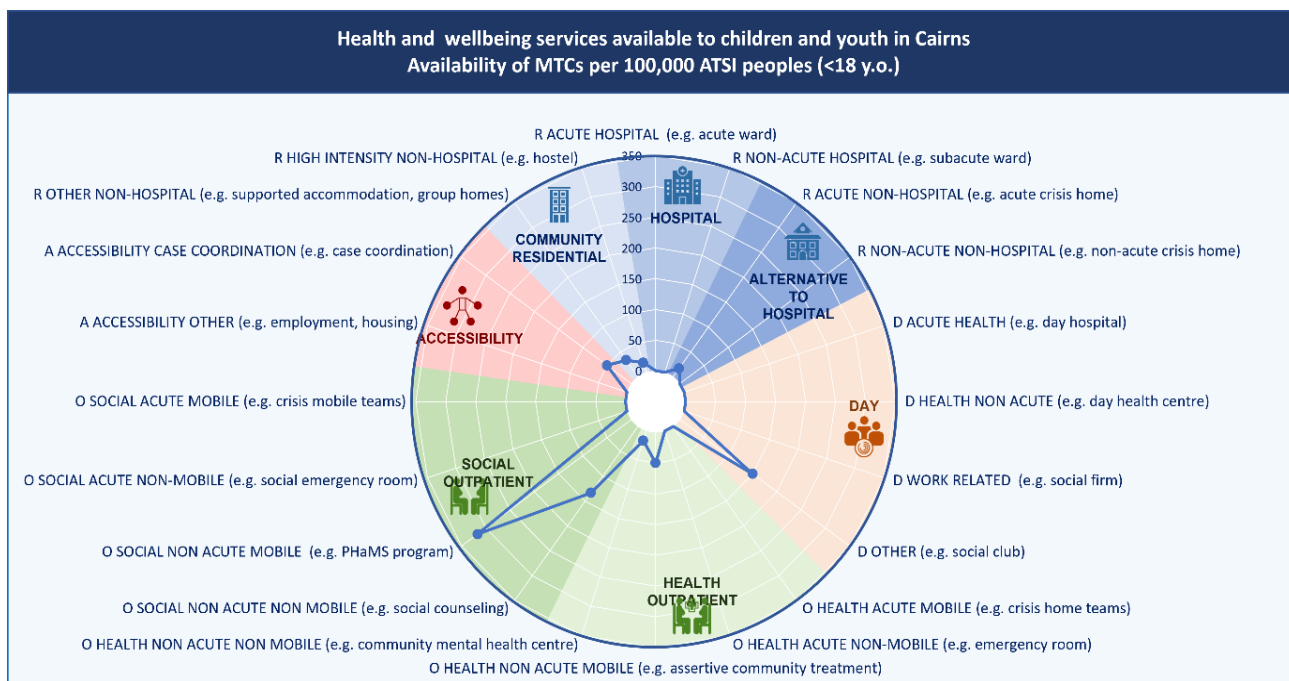 Health and wellbeing services available to children and youth in Cairns
Availability of MTCs per 100,000 ATSI peoples (<18 y.o.)
R ACUTE HOSPITAL (e.g. acute ward)
R HIGH INTENSITY NON-HOSPITAL (e.g. hostel)
R NON-ACUTE HOSPITAL (e.g. subacute ward)
R OTHER NON-HOSPITAL (e.g. supported accommodation, group homes)
R ACUTE NON-HOSPITAL (e.g. acute crisis home)
A ACCESSIBILITY CASE COORDINATION (e.g. case coordination)
R NON-ACUTE NON-HOSPITAL (e.g. non-acute crisis home)
A ACCESSIBILITY OTHER (e.g. employment, housing)
D ACUTE HEALTH (e.g. day hospital)
O SOCIAL ACUTE MOBILE (e.g. crisis mobile teams)
D HEALTH NON ACUTE (e.g. day health centre)
O SOCIAL ACUTE NON-MOBILE (e.g. social emergency room)
D WORK RELATED (e.g. social firm)
O SOCIAL NON ACUTE MOBILE (e.g. PHaMS program)
D OTHER (e.g. social club)
O SOCIAL NON ACUTE NON MOBILE (e.g. social counseling)
O HEALTH ACUTE MOBILE (e.g. crisis home teams)
O HEALTH NON ACUTE NON MOBILE (e.g. community mental health centre)
O HEALTH ACUTE NON-MOBILE (e.g. emergency room)
O HEALTH NON ACUTE MOBILE (e.g. assertive community treatment)
350
300
250
200
150
100
50
0
HOSPITAL
COMMUNITY
RESIDENTIAL
ALTERNATIVE
TO
HOSPITAL
ACCESSIBILITY
DAY
SOCIAL
OUTPATIENT
HEALTH
OUTPATIENT